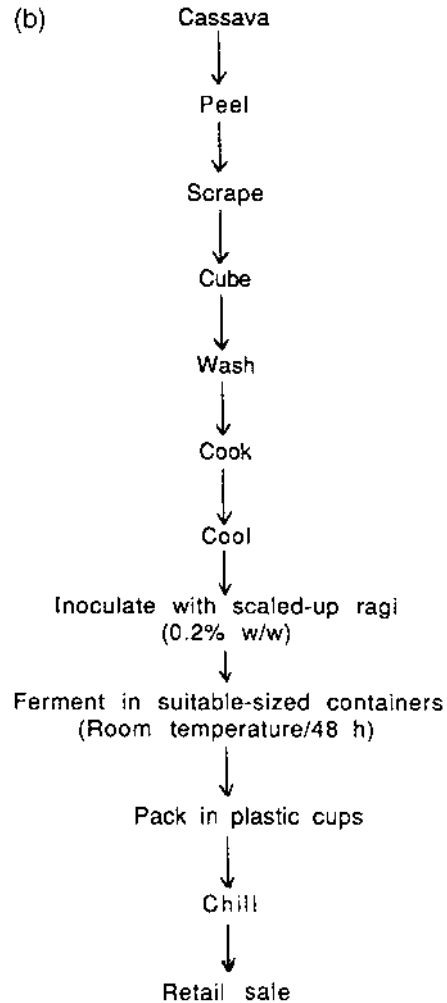 (b)
Cassava
Peel
Scrape
Cube
Wash
Cook
Cool
Inoculate with scaled-up ragi
(0.2% w/w)
Ferment in suitable-sized containers
(Room temperature/48 h)
Pack in plastic cups
Chill
Retail sale